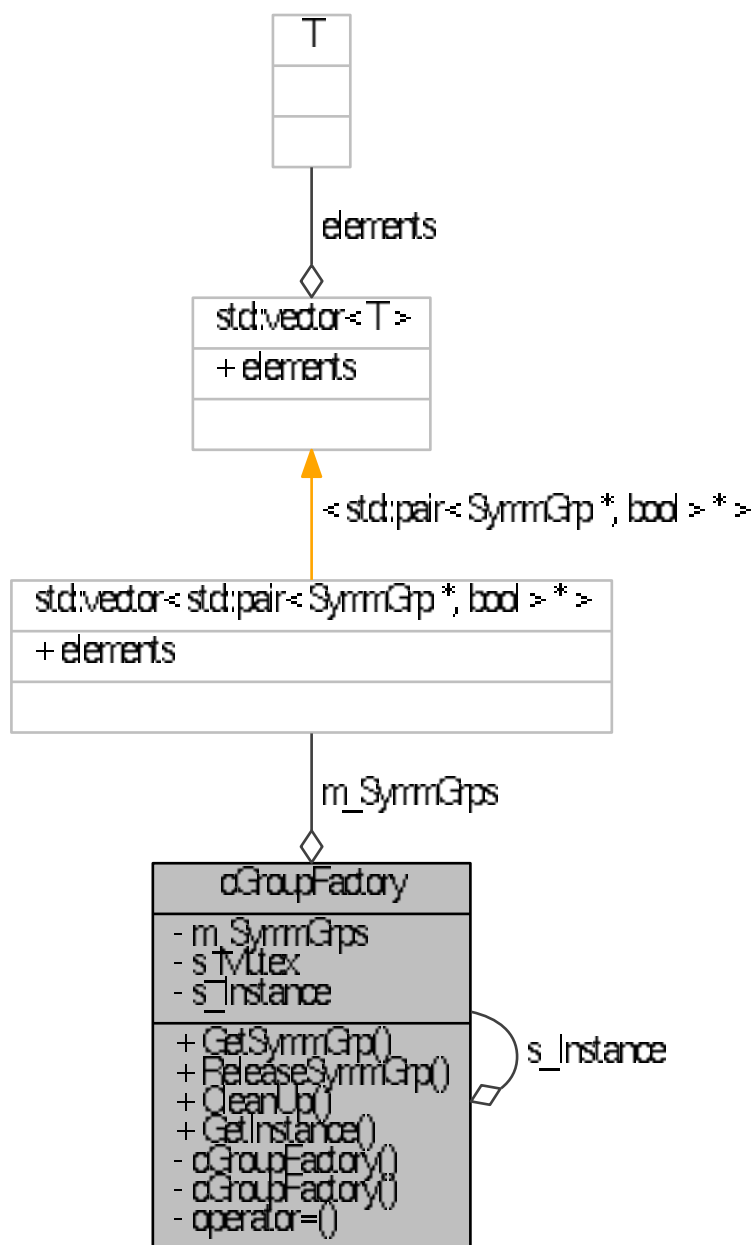 T
elements
std::vector< T >
+ elements
< std::pair< SymmGrp *, bool > * >
std::vector< std::pair< SymmGrp *, bool > * >
+ elements
m_SymmGrps
cGroupFactory
- m_SymmGrps
- s_Mutex
- s_Instance
s_Instance
+ GetSymmGrp()
+ ReleaseSymmGrp()
+ CleanUp()
+ GetInstance()
- cGroupFactory()
- cGroupFactory()
- operator=()